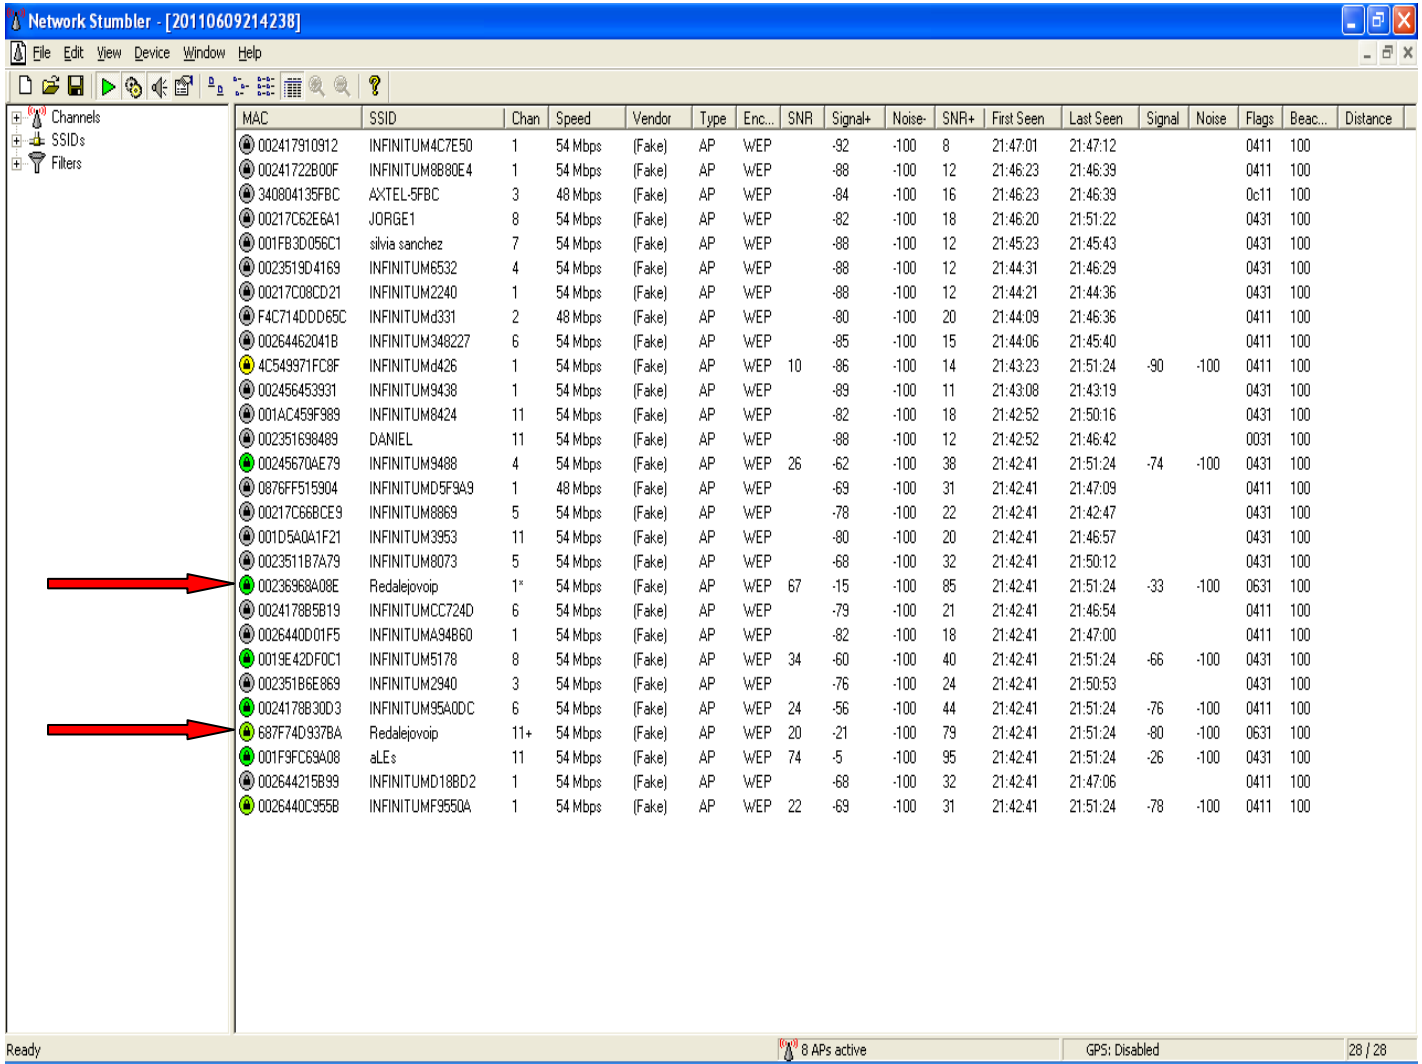 Network Stumbler - [20110609214238]
File Edit View Device Window Help
Channels
SSIDs
Filters
MAC SSID Chan Speed Vendor Type Enc... SNR Signal+ Noise- SNR+ First Seen Last Seen Signal Noise Flags Beac... Distance
002417910912 INFINITUM4C7E50 1 54 Mbps (Fake) AP WEP -92 -100 8 21:47:01 21:47:12 0411 100
00241722B00F INFINITUM8B80E4 1 54 Mbps (Fake) AP WEP -88 -100 12 21:46:23 21:46:39 0411 100
340804135FBC AXTEL-5FBC 3 48 Mbps (Fake) AP WEP -84 -100 16 21:46:23 21:46:39 0c11 100
00217C62E6A1 JORGE1 8 54 Mbps (Fake) AP WEP -82 -100 18 21:46:20 21:51:22 0431 100
001FB3D056C1 silvia sanchez 7 54 Mbps (Fake) AP WEP -88 -100 12 21:45:23 21:45:43 0431 100
0023519D4169 INFINITUM6532 4 54 Mbps (Fake) AP WEP -88 -100 12 21:44:31 21:46:29 0431 100
00217C08CD21 INFINITUM2240 1 54 Mbps (Fake) AP WEP -88 -100 12 21:44:21 21:44:36 0431 100
F4C714DDD65C INFINITUMd331 2 48 Mbps (Fake) AP WEP -80 -100 20 21:44:09 21:46:36 0411 100
00264462041B INFINITUM348227 6 54 Mbps (Fake) AP WEP -85 -100 15 21:44:06 21:45:40 0411 100
4C549971FC8F INFINITUMd426 1 54 Mbps (Fake) AP WEP 10 -86 -100 14 21:43:23 21:51:24 -90 -100 0411 100
002456453931 INFINITUM9438 1 54 Mbps (Fake) AP WEP -89 -100 11 21:43:08 21:43:19 0431 100
001AC459F989 INFINITUM8424 11 54 Mbps (Fake) AP WEP -82 -100 18 21:42:52 21:50:16 0431 100
002351698489 DANIEL 11 54 Mbps (Fake) AP WEP -88 -100 12 21:42:52 21:46:42 0031 100
00245670AE79 INFINITUM9488 4 54 Mbps (Fake) AP WEP 26 -62 -100 38 21:42:41 21:51:24 -74 -100 0431 100
0876FF515904 INFINITUMD5F9A9 1 48 Mbps (Fake) AP WEP -69 -100 31 21:42:41 21:47:09 0411 100
00217C66BCE9 INFINITUM8869 5 54 Mbps (Fake) AP WEP -78 -100 22 21:42:41 21:42:47 0431 100
001D5A0A1F21 INFINITUM3953 11 54 Mbps (Fake) AP WEP -80 -100 20 21:42:41 21:46:57 0431 100
0023511B7A79 INFINITUM8073 5 54 Mbps (Fake) AP WEP -68 -100 32 21:42:41 21:50:12 0431 100
00236968A08E Redalejovoip 1* 54 Mbps (Fake) AP WEP 67 -15 -100 85 21:42:41 21:51:24 -33 -100 0631 100
0024178B5B19 INFINITUMCC724D 6 54 Mbps (Fake) AP WEP -79 -100 21 21:42:41 21:46:54 0411 100
0026440D01F5 INFINITUMA94B60 1 54 Mbps (Fake) AP WEP -82 -100 18 21:42:41 21:47:00 0411 100
0019E42DF0C1 INFINITUM5178 8 54 Mbps (Fake) AP WEP 34 -60 -100 40 21:42:41 21:51:24 -66 -100 0431 100
002351B6E869 INFINITUM2940 3 54 Mbps (Fake) AP WEP -76 -100 24 21:42:41 21:50:53 0431 100
0024178B30D3 INFINITUM95A0DC 6 54 Mbps (Fake) AP WEP 24 -56 -100 44 21:42:41 21:51:24 -76 -100 0411 100
687F74D937BA Redalejovoip 11+ 54 Mbps (Fake) AP WEP 20 -21 -100 79 21:42:41 21:51:24 -80 -100 0631 100
001F9FC69A08 aLEs 11 54 Mbps (Fake) AP WEP 74 -5 -100 95 21:42:41 21:51:24 -26 -100 0431 100
002644215B99 INFINITUMD18BD2 1 54 Mbps (Fake) AP WEP -68 -100 32 21:42:41 21:47:06 0411 100
0026440C955B INFINITUMF9550A 1 54 Mbps (Fake) AP WEP 22 -69 -100 31 21:42:41 21:51:24 -78 -100 0411 100
Ready 8 APs active GPS: Disabled 28 / 28